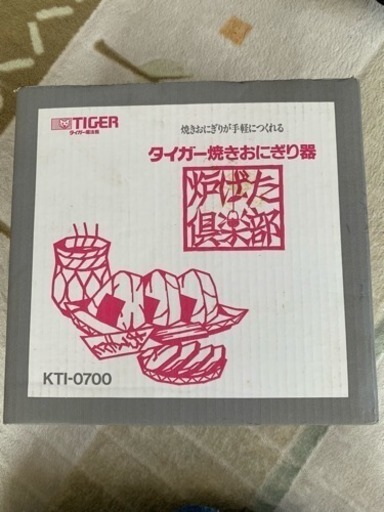 TIGER
タイガー魔法瓶
焼きおにぎりが手軽につくれる
タイガー焼きおにぎり器
炉ばた
倶楽部
KTI-0700